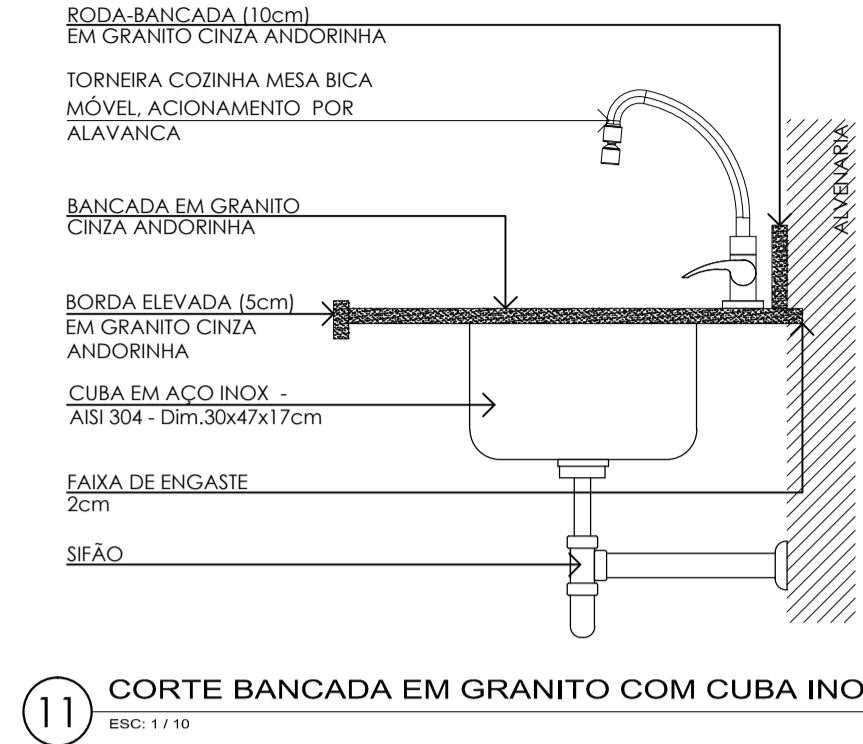 RODA-BANCADA (10cm)
EM GRANITO CINZA ANDORINHA
TORNEIRA COZINHA MESA BICA
MÓVEL, ACIONAMENTO POR
ALAVANCA
ALVENARIA
BANCADA EM GRANITO
CINZA ANDORINHA
BORDA ELEVADA (5cm)
EM GRANITO CINZA
ANDORINHA
CUBA EM AÇO INOX -
AISI 304 - Dim.30x47x17cm
FAIXA DE ENGASTE
2cm
SIFÃO
11 CORTE BANCADA EM GRANITO COM CUBA INO
ESC: 1 / 10